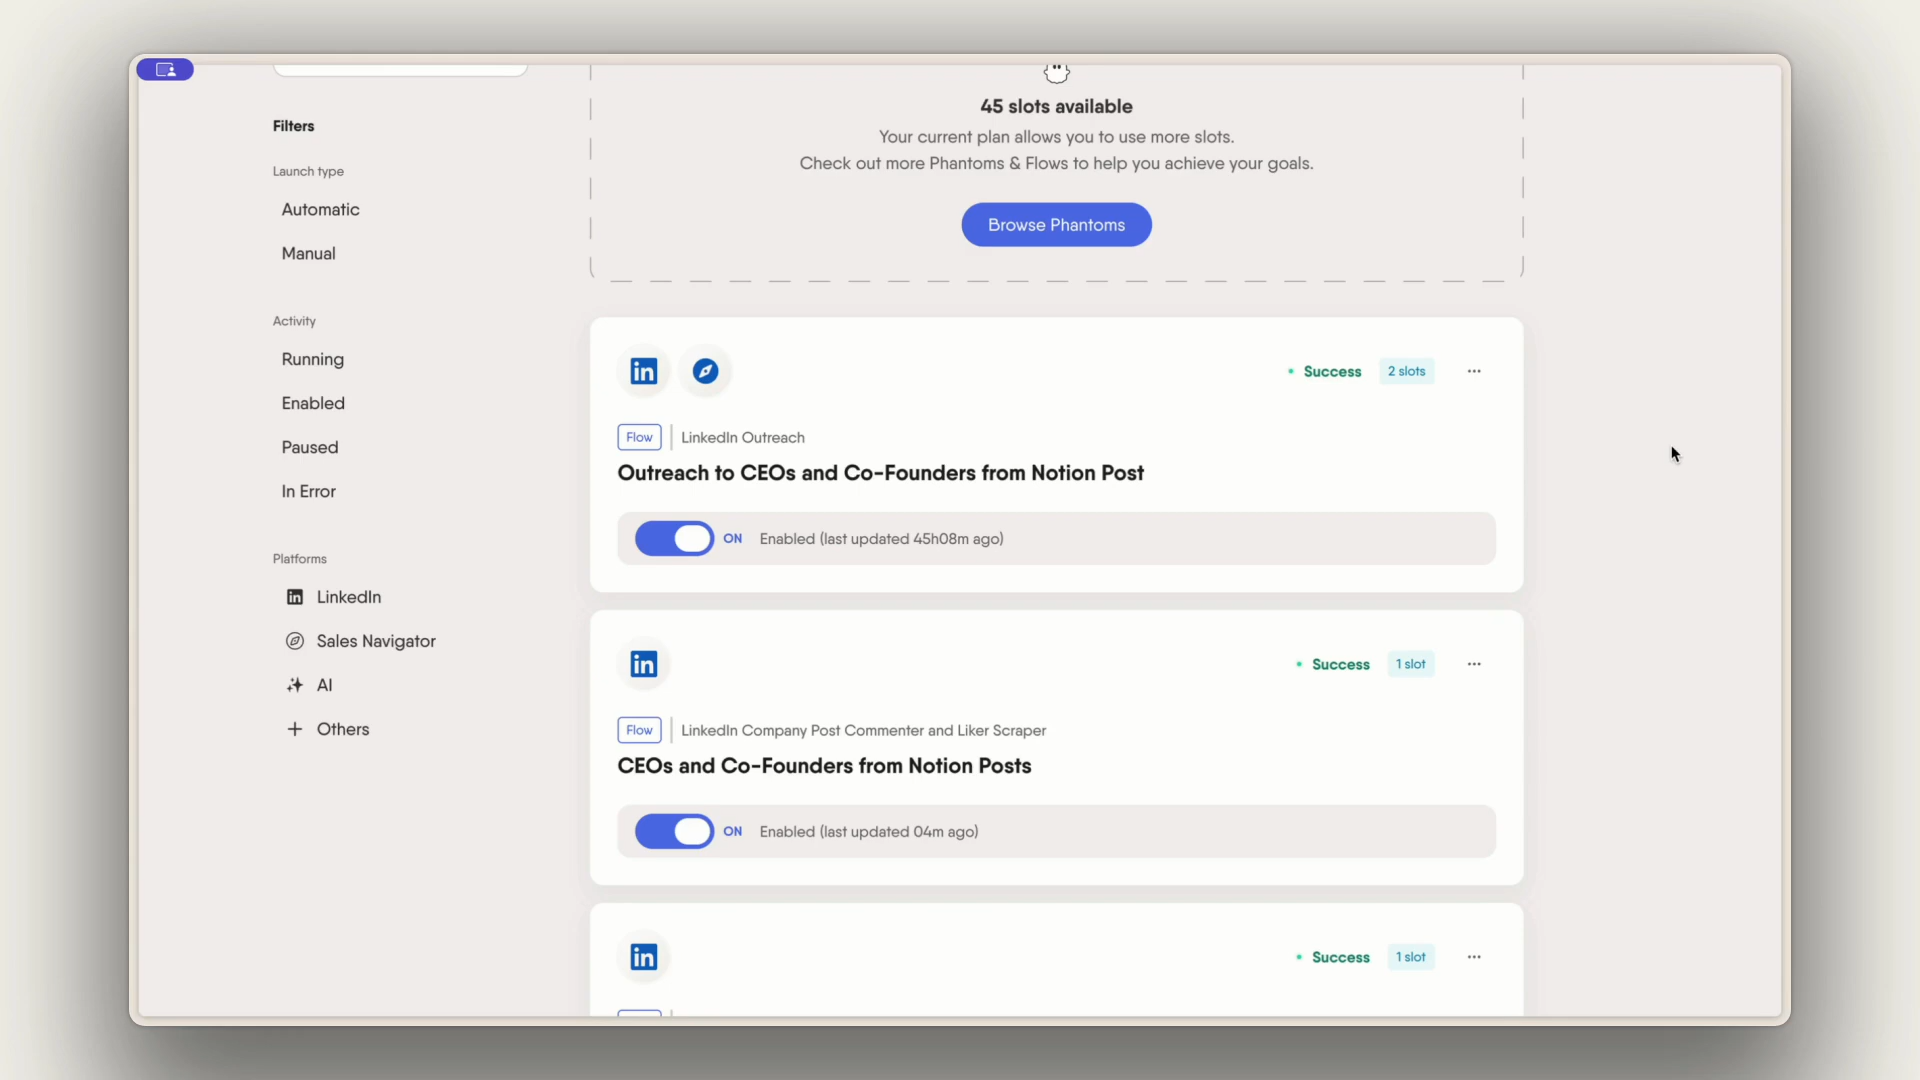 Filters
Launch type
Automatic
Manual
Activity
Running
Enabled
Paused
In Error
Platforms
LinkedIn
Sales Navigator
AI
Others
45 slots available
Your current plan allows you to use more slots.
Check out more Phantoms & Flows to help you achieve your goals.
Browse Phantoms
Success 2 slots
Flow LinkedIn Outreach
Outreach to CEOs and Co-Founders from Notion Post
ON Enabled (last updated 45h08m ago)
Success 1 slot
Flow LinkedIn Company Post Commenter and Liker Scraper
CEOs and Co-Founders from Notion Posts
ON Enabled (last updated 04m ago)
Success 1 slot